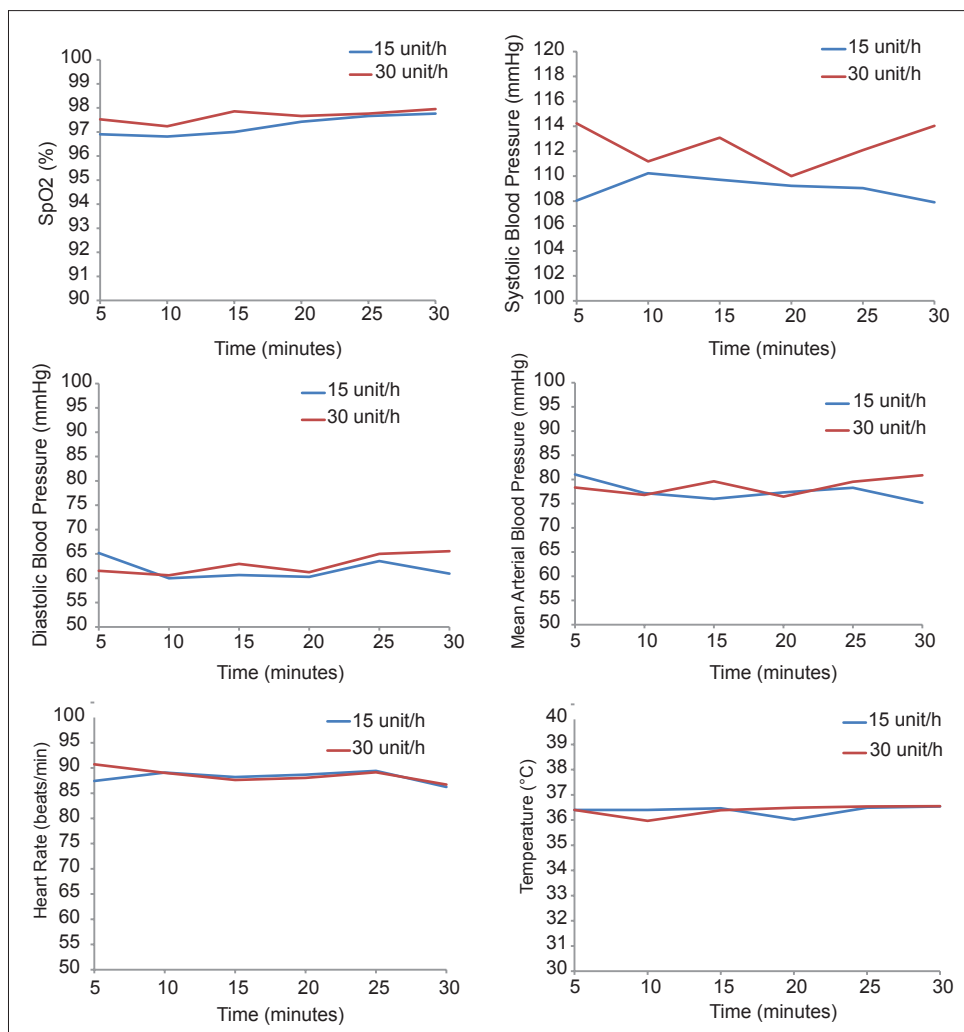 15 unit/h
30 unit/h
100
99
98
97
96
95
94
93
92
91
90
SpO2 (%)
5 10 15 20 25 30
Time (minutes)
15 unit/h
30 unit/h
120
118
116
114
112
110
108
106
104
102
100
Systolic Blood Pressure (mmHg)
5 10 15 20 25 30
Time (minutes)
15 unit/h
30 unit/h
100
95
90
85
80
75
70
65
60
55
50
Diastolic Blood Pressure (mmHg)
5 10 15 20 25 30
Time (minutes)
15 unit/h
30 unit/h
100
95
90
85
80
75
70
65
60
55
50
Mean Arterial Blood Pressure (mmHg)
5 10 15 20 25 30
Time (minutes)
15 unit/h
30 unit/h
100
95
90
85
80
75
70
65
60
55
50
Heart Rate (beats/min)
5 10 15 20 25 30
Time (minutes)
15 unit/h
30 unit/h
40
39
38
37
36
35
34
33
32
31
30
Temperature (°C)
5 10 15 20 25 30
Time (minutes)